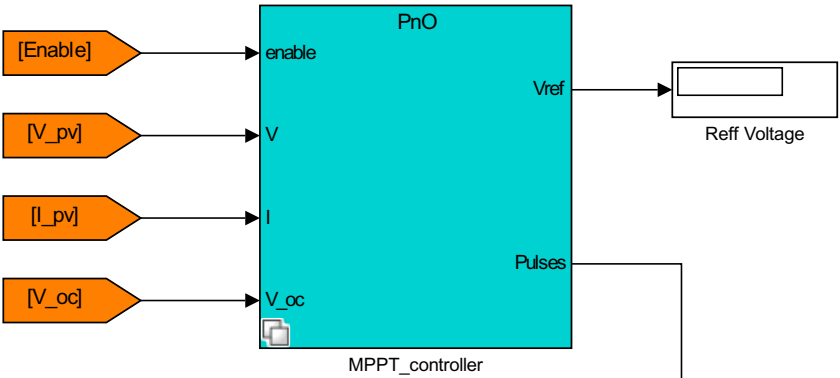 PnO
[Enable]
enable
Vref
Reff Voltage
[V_pv]
V
[I_pv]
I
Pulses
[V_oc]
V_oc
MPPT_controller